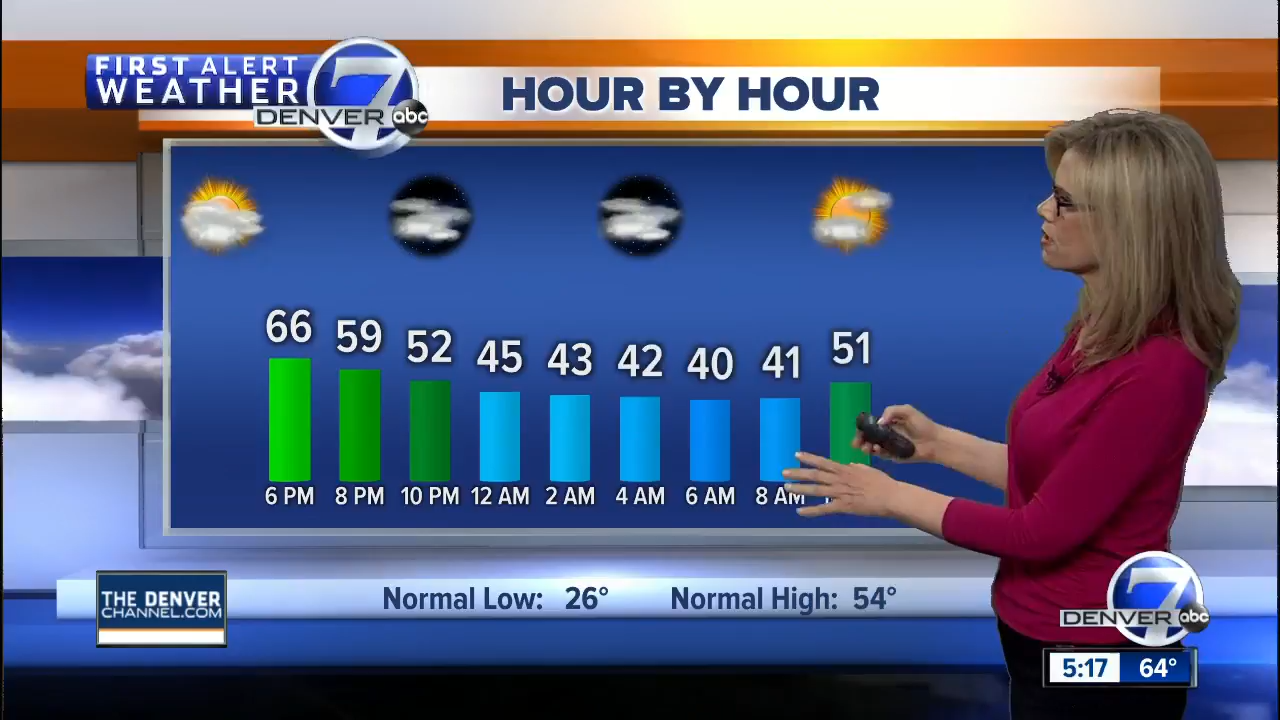 FIRST ALERT
WEATHER 7
DENVER abc
HOUR BY HOUR
66 59 52 45 43 42 40 41 51
6 PM 8 PM 10 PM 12 AM 2 AM 4 AM 6 AM 8 AM
THE DENVER
CHANNEL.COM
Normal Low: 26° Normal High: 54°
7
DENVER abc
5:17 64°